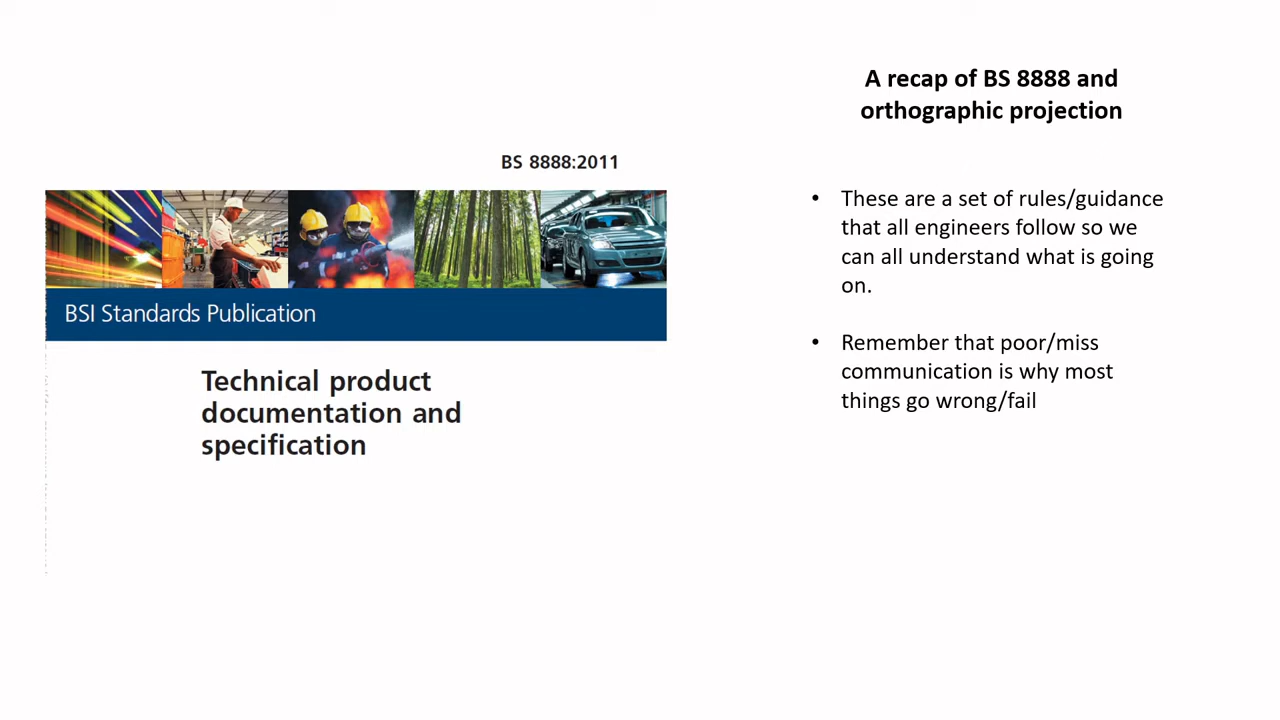 BS 8888:2011
BSI Standards Publication
Technical product
documentation and
specification
A recap of BS 8888 and
orthographic projection
• These are a set of rules/guidance
that all engineers follow so we
can all understand what is going
on.
• Remember that poor/miss
communication is why most
things go wrong/fail